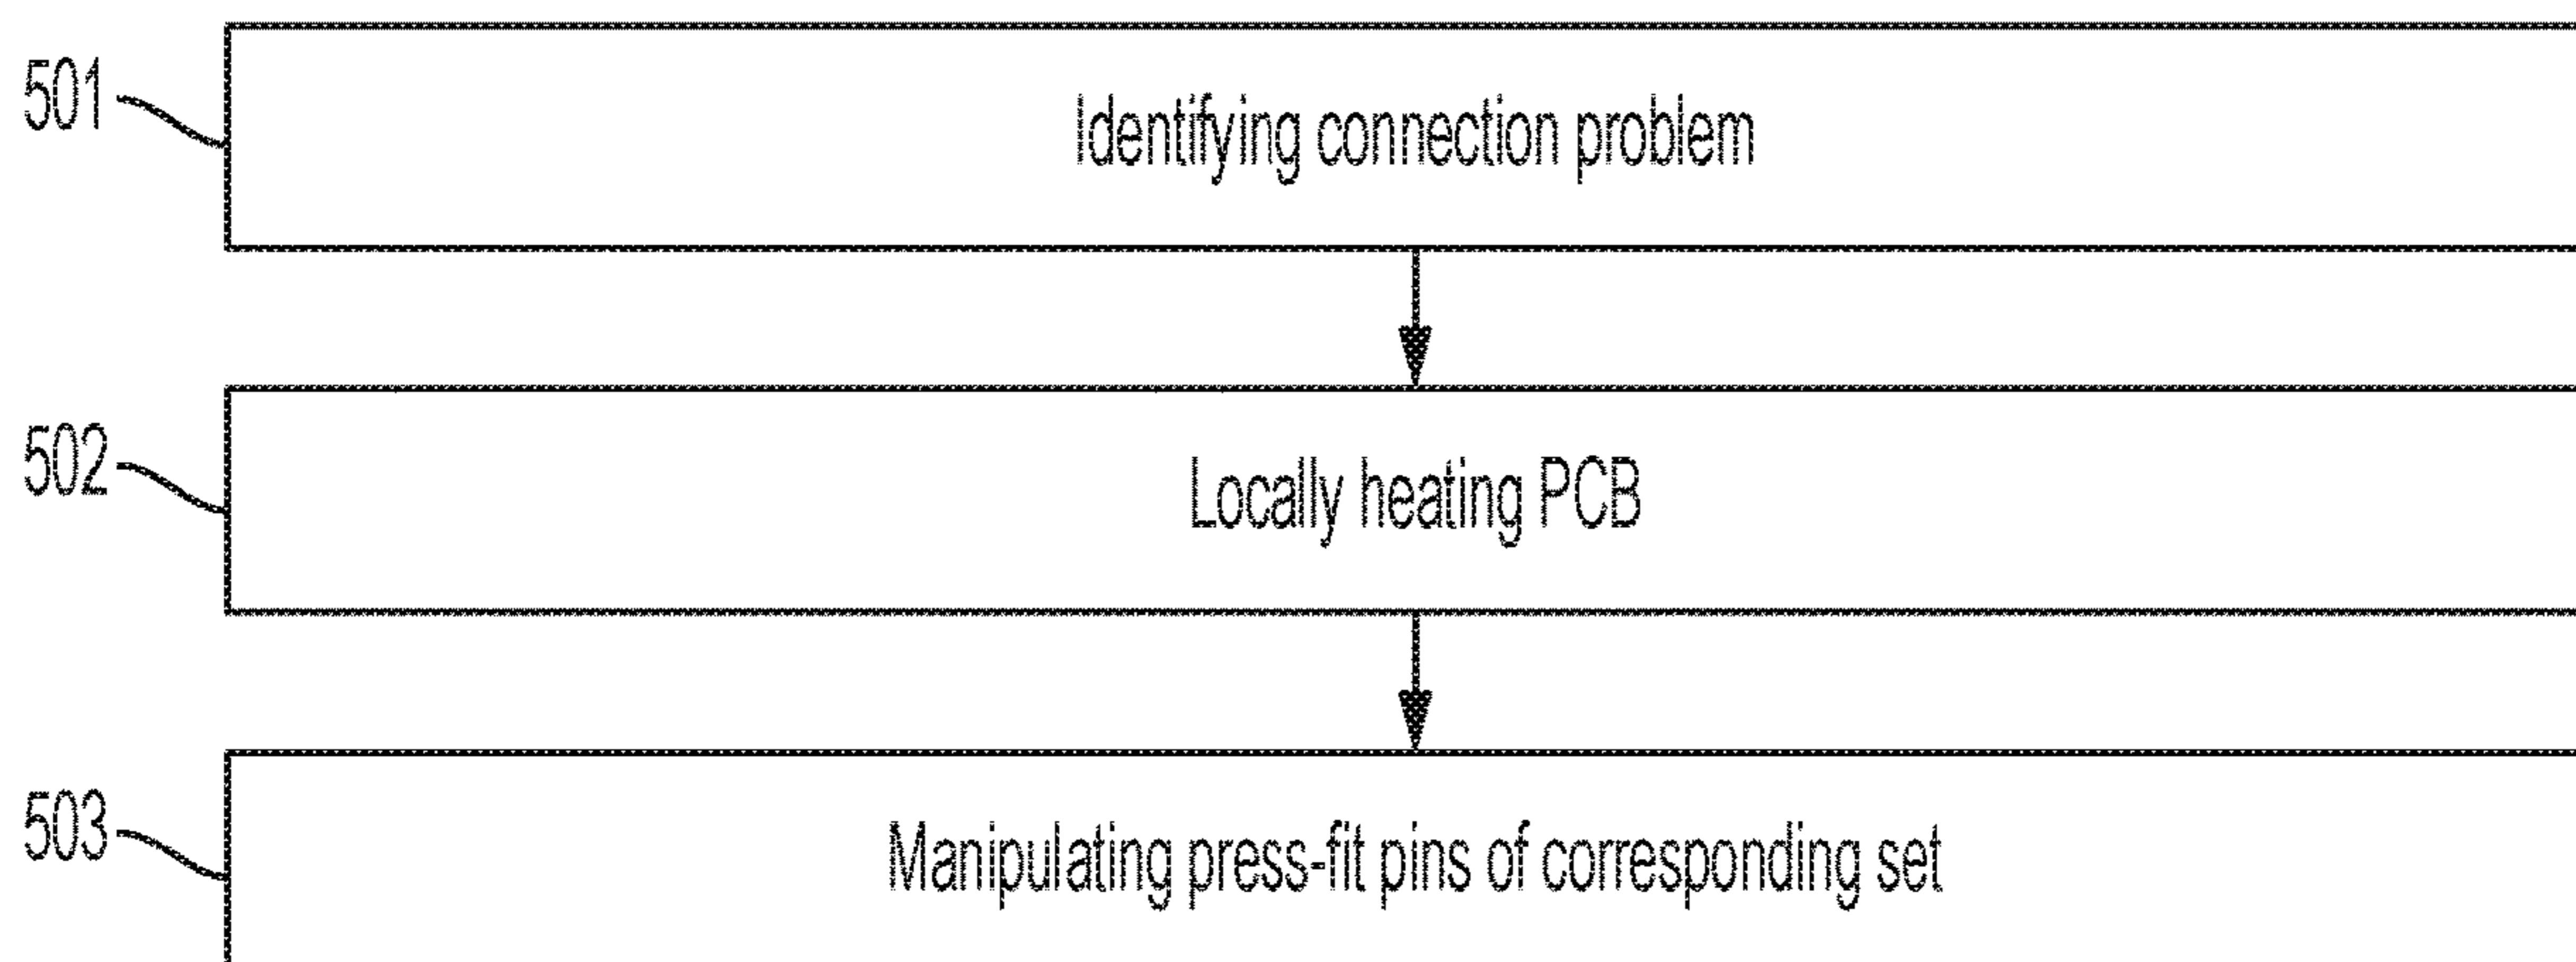 501
Identifying connection problem
502
Locally heating PCB
503
Manipulating press-fit pins of corresponding set